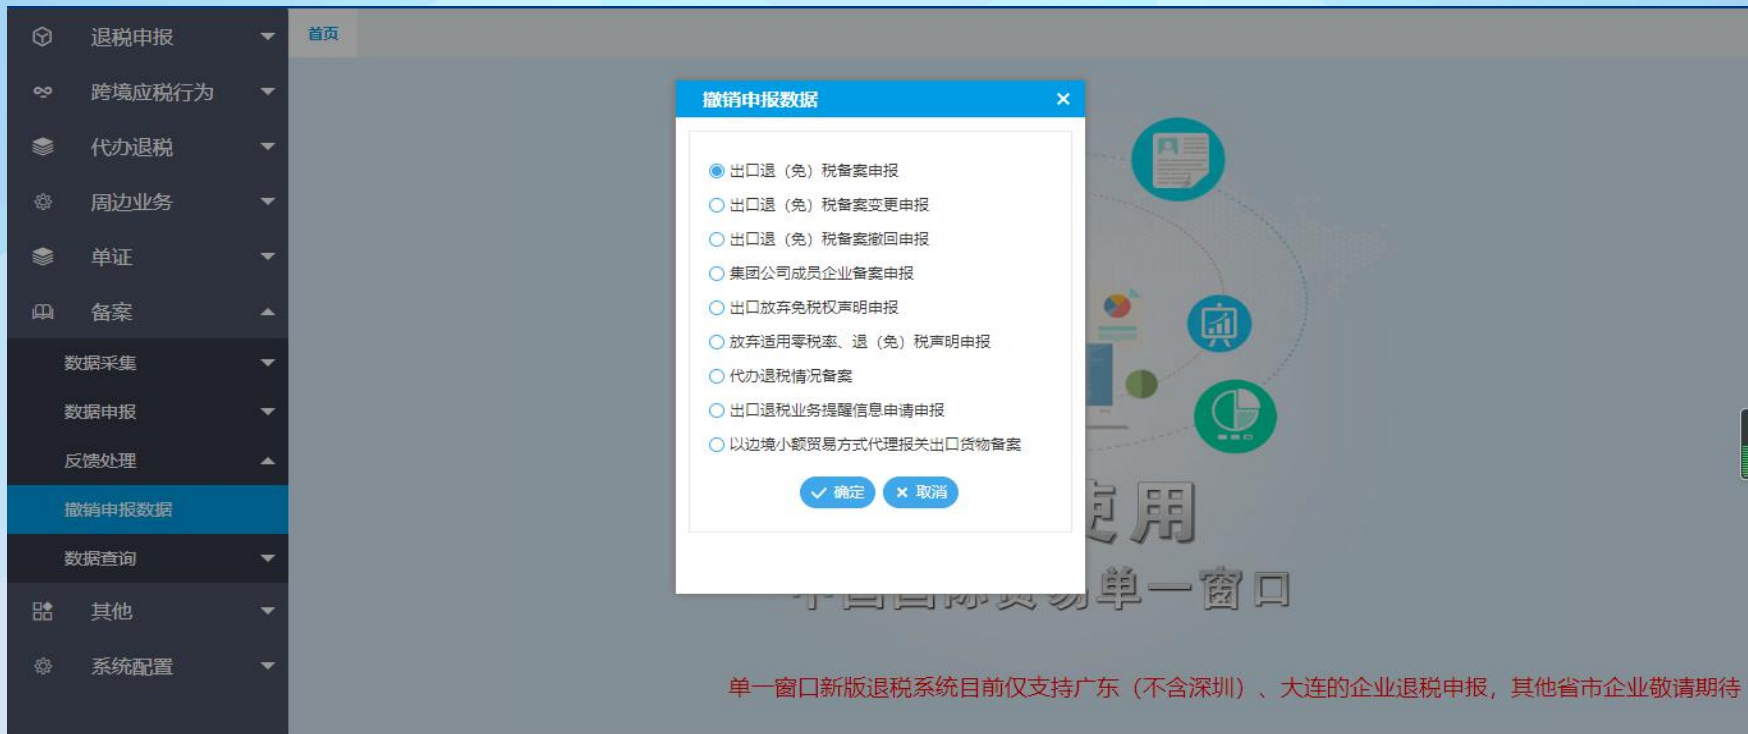 退税申报
首页
跨境应税行为
代办退税
周边业务
单证
备案
数据采集
数据申报
反馈处理
撤销申报数据
数据查询
其他
系统配置
撤销申报数据
出口退（免）税备案申报
出口退（免）税备案变更申报
出口退（免）税备案撤回申报
集团公司成员企业备案申报
出口放弃免税权声明申报
放弃适用零税率、退（免）税声明申报
代办退税情况备案
出口退税业务提醒信息申请申报
以边境小额贸易方式代理报关出口货物备案
确定 取消
使用
中国国际贸易单一窗口
单一窗口新版退税系统目前仅支持广东（不含深圳）、大连的企业退税申报，其他省市企业敬请期待